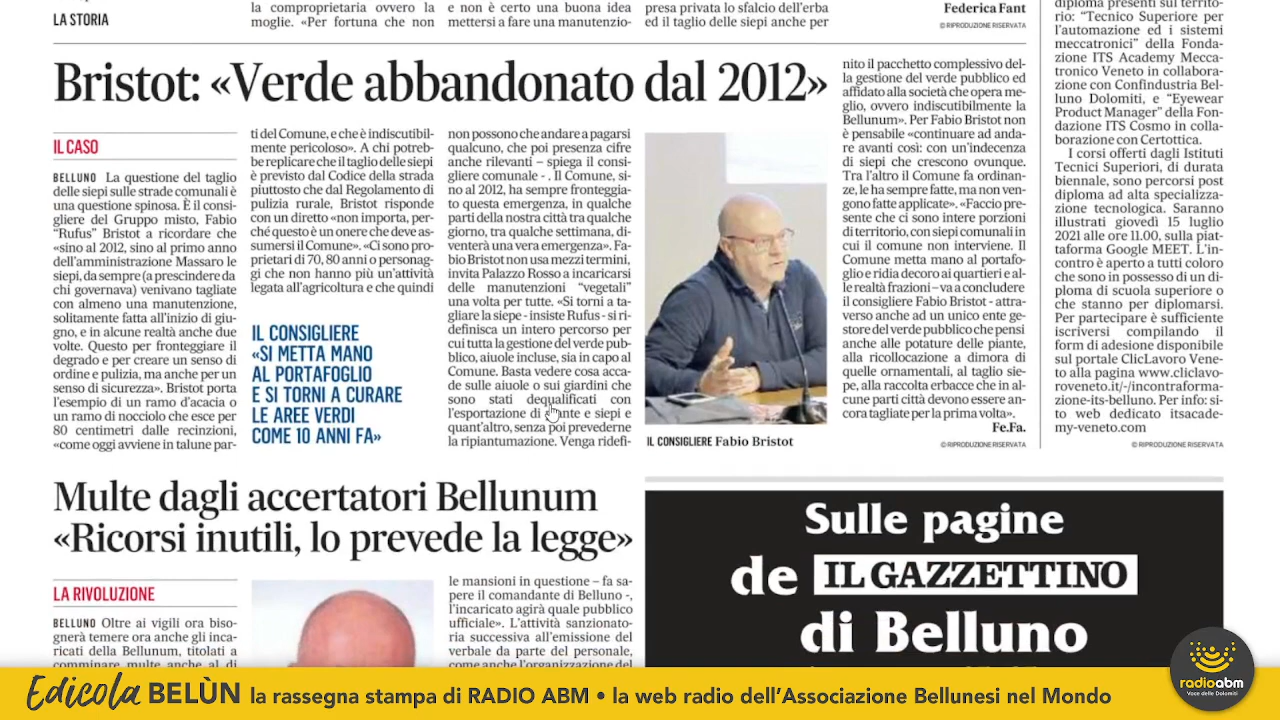 LA STORIA
la comproprietaria ovvero la
moglie. «Per fortuna che non
e non è certo una buona idea
mettersi a fare una manutenzio-
presa privata lo sfalcio dell'erba
ed il taglio delle siepi anche per
Federica Fant
© RIPRODUZIONE RISERVATA
Bristot: «Verde abbandonato dal 2012»
IL CASO
BELLUNO La questione del taglio
delle siepi sulle strade comunali è
una questione spinosa. È il consi-
gliere del Gruppo misto, Fabio
“Rufus” Bristot a ricordare che
«sino al 2012, sino al primo anno
dell'amministrazione Massaro le
siepi, da sempre (a prescindere da
chi governava) venivano tagliate
con almeno una manutenzione,
solitamente fatta all'inizio di giu-
gno, e in alcune realtà anche due
volte. Questo per fronteggiare il
degrado e per creare un senso di
ordine e pulizia, ma anche per un
senso di sicurezza». Bristot porta
l'esempio di un ramo d'acacia o
un ramo di nocciolo che esce per
80 centimetri dalle recinzioni,
«come oggi avviene in talune par-
ti del Comune, e che è indiscutibil-
mente pericoloso». A chi potreb-
be replicare che il taglio delle siepi
è previsto dal Codice della strada
piuttosto che dal Regolamento di
pulizia rurale, Bristot risponde
con un diretto «non importa, per-
ché questo è un onere che deve as-
sumersi il Comune». «Ci sono pro-
prietari di 70, 80 anni o personag-
gi che non hanno più un'attività
legata all'agricoltura e che quindi
IL CONSIGLIERE
«SI METTA MANO
AL PORTAFOGLIO
E SI TORNI A CURARE
LE AREE VERDI
COME 10 ANNI FA»
non possono che andare a pagarsi
qualcuno, che poi presenza cifre
anche rilevanti – spiega il consi-
gliere comunale - . Il Comune, si-
no al 2012, ha sempre fronteggia-
to questa emergenza, in qualche
parti della nostra città tra qualche
giorno, tra qualche settimana, di-
venterà una vera emergenza». Fa-
bio Bristot non usa mezzi termini,
invita Palazzo Rosso a incaricarsi
delle manutenzioni “vegetali”
una volta per tutte. «Si torni a ta-
gliare la siepe - insiste Rufus - si ri-
definisca un intero percorso per
cui tutta la gestione del verde pub-
blico, aiuole incluse, sia in capo al
Comune. Basta vedere cosa acca-
de sulle aiuole o sui giardini che
sono stati dequalificati con
l'esportazione di piante e siepi e
quant'altro, senza poi prevederne
la ripiantumazione. Venga ridefi-
IL CONSIGLIERE Fabio Bristot
nito il pacchetto complessivo del-
la gestione del verde pubblico ed
affidato alla società che opera me-
glio, ovvero indiscutibilmente la
Bellunum». Per Fabio Bristot non
è pensabile «continuare ad anda-
re avanti così: con un'indecenza
di siepi che crescono ovunque.
Tra l'altro il Comune fa ordinan-
ze, le ha sempre fatte, ma non ven-
gono fatte applicate». «Faccio pre-
sente che ci sono intere porzioni
di territorio, con siepi comunali in
cui il comune non interviene. Il
Comune metta mano al portafo-
glio e ridia decoro ai quartieri e al-
le realtà frazioni – va a concludere
il consigliere Fabio Bristot - attra-
verso anche ad un unico ente ge-
store del verde pubblico che pensi
anche alle potature delle piante,
alla ricollocazione a dimora di
quelle ornamentali, al taglio sie-
pe, alla raccolta erbacce che in al-
cune parti città devono essere an-
cora tagliate per la prima volta».
Fe.Fa.
© RIPRODUZIONE RISERVATA
diploma presenti sul territo-
rio: “Tecnico Superiore per
l'automazione ed i sistemi
meccatronici” della Fonda-
zione ITS Academy Mecca-
tronico Veneto in collabora-
zione con Confindustria Bel-
luno Dolomiti, e “Eyewear
Product Manager” della Fon-
dazione ITS Cosmo in colla-
borazione con Certottica.
I corsi offerti dagli Istituti
Tecnici Superiori, di durata
biennale, sono percorsi post
diploma ad alta specializza-
zione tecnologica. Saranno
illustrati giovedì 15 luglio
2021 alle ore 11.00, sulla piat-
taforma Google MEET. L'in-
contro è aperto a tutti coloro
che sono in possesso di un di-
ploma di scuola superiore o
che stanno per diplomarsi.
Per partecipare è sufficiente
iscriversi compilando il
form di adesione disponibile
sul portale ClicLavoro Vene-
to alla pagina www.cliclavo-
roveneto.it/-/incontraforma-
zione-its-belluno. Per info: si-
to web dedicato itsacade-
my-veneto.com
© RIPRODUZIONE RISERVATA
Multe dagli accertatori Bellunum
«Ricorsi inutili, lo prevede la legge»
LA RIVOLUZIONE
BELLUNO Oltre ai vigili ora biso-
gnerà temere ora anche gli inca-
ricati della Bellunum, titolati a
comminare multe anche al di
le mansioni in questione – fa sa-
pere il comandante di Belluno -,
l'incaricato agirà quale pubblico
ufficiale». L'attività sanzionato-
ria successiva all'emissione del
verbale da parte del personale,
come anche l'organizzazione del
Sulle pagine
de IL GAZZETTINO
di Belluno
Edicola BELÙN la rassegna stampa di RADIO ABM • la web radio dell'Associazione Bellunesi nel Mondo
radioabm
Voce delle Dolomiti